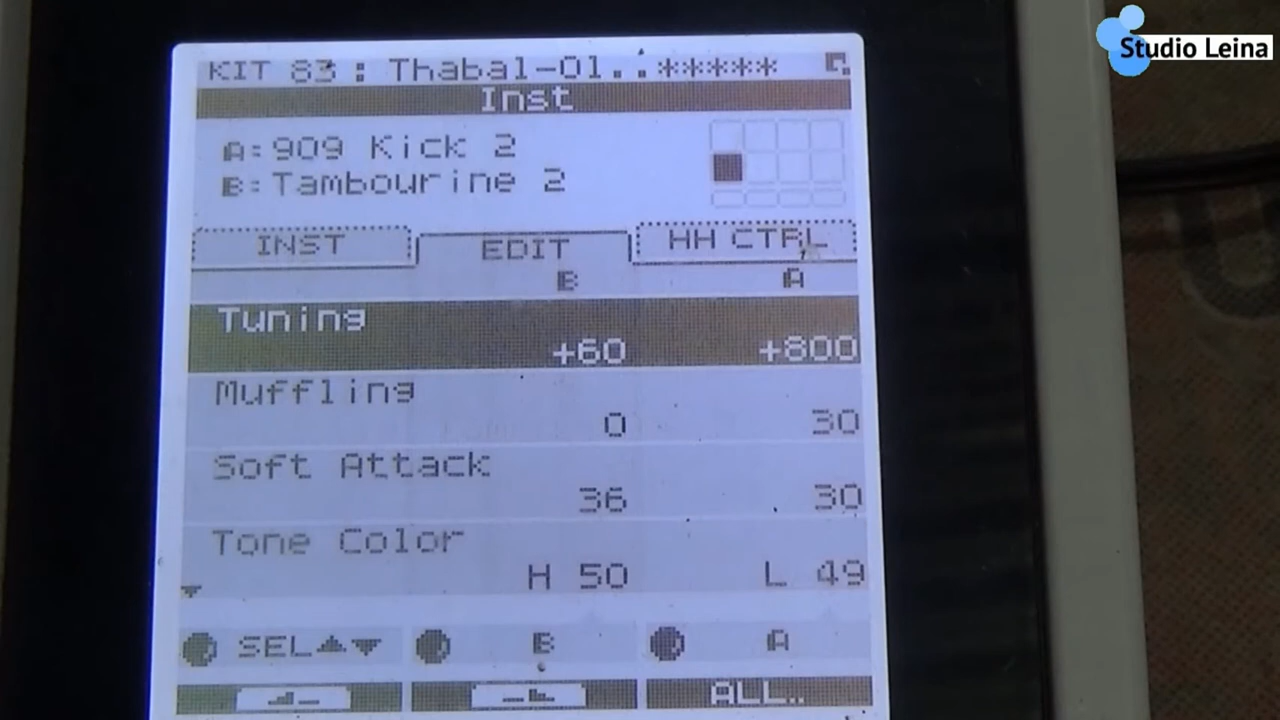 Studio Leina
KIT 83 : Thabal-01..*****
Inst
A:909 Kick 2
B:Tambourine 2
INST EDIT HH CTRL
B A
Tuning
+60 +800
Muffling
0 30
Soft Attack
36 30
Tone Color
H 50 L 49
SEL▲▼ B A
ALL..